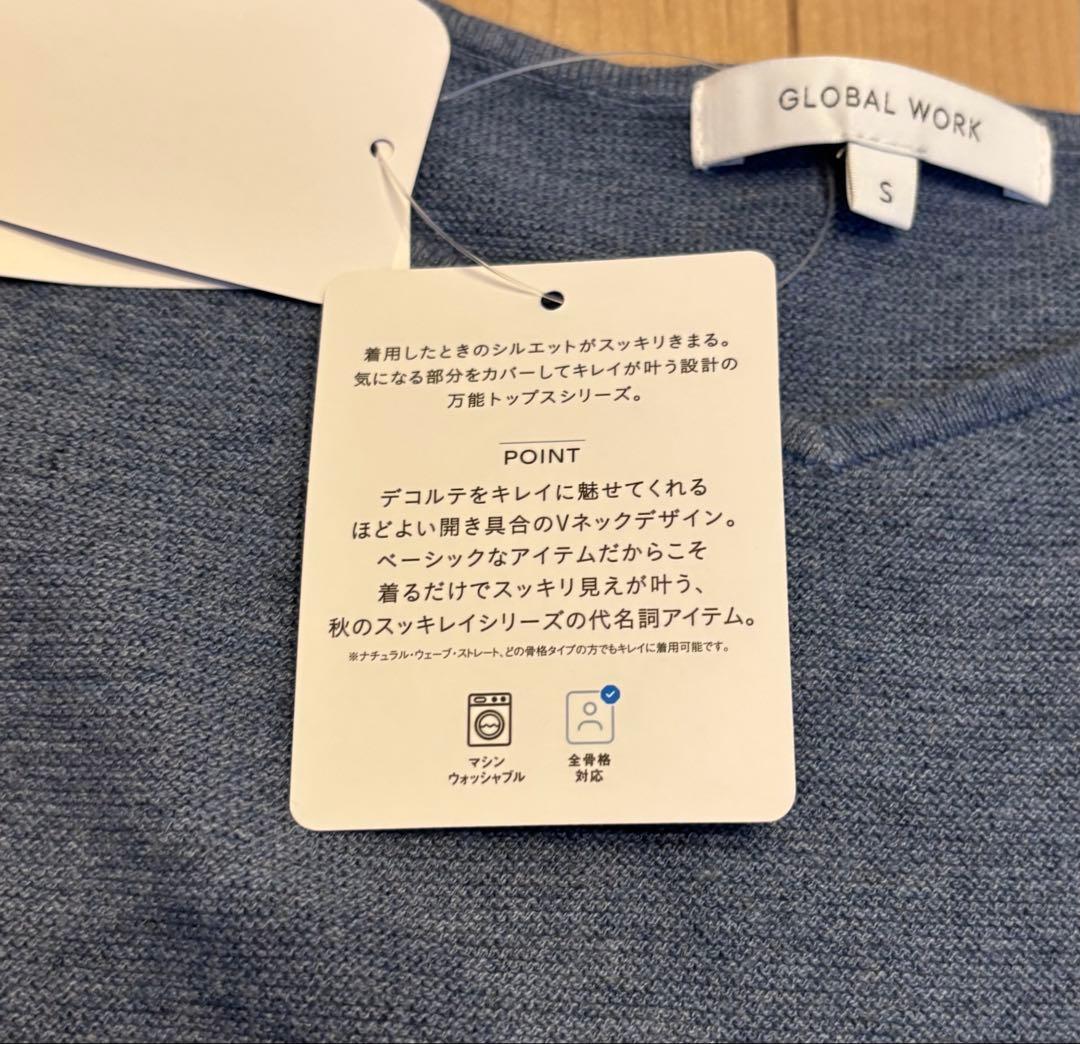 GLOBAL WORK
S
着用したときのシルエットがスッキリきまる。
気になる部分をカバーしてキレイが叶う設計の
万能トップスシリーズ。
POINT
デコルテをキレイに魅せてくれる
ほどよい開き具合のVネックデザイン。
ベーシックなアイテムだからこそ
着るだけでスッキリ見えが叶う、
秋のスッキレイシリーズの代名詞アイテム。
※ナチュラル・ウェーブ・ストレート、どの骨格タイプの方でもキレイに着用可能です。
マシン
ウォッシャブル
全骨格
対応